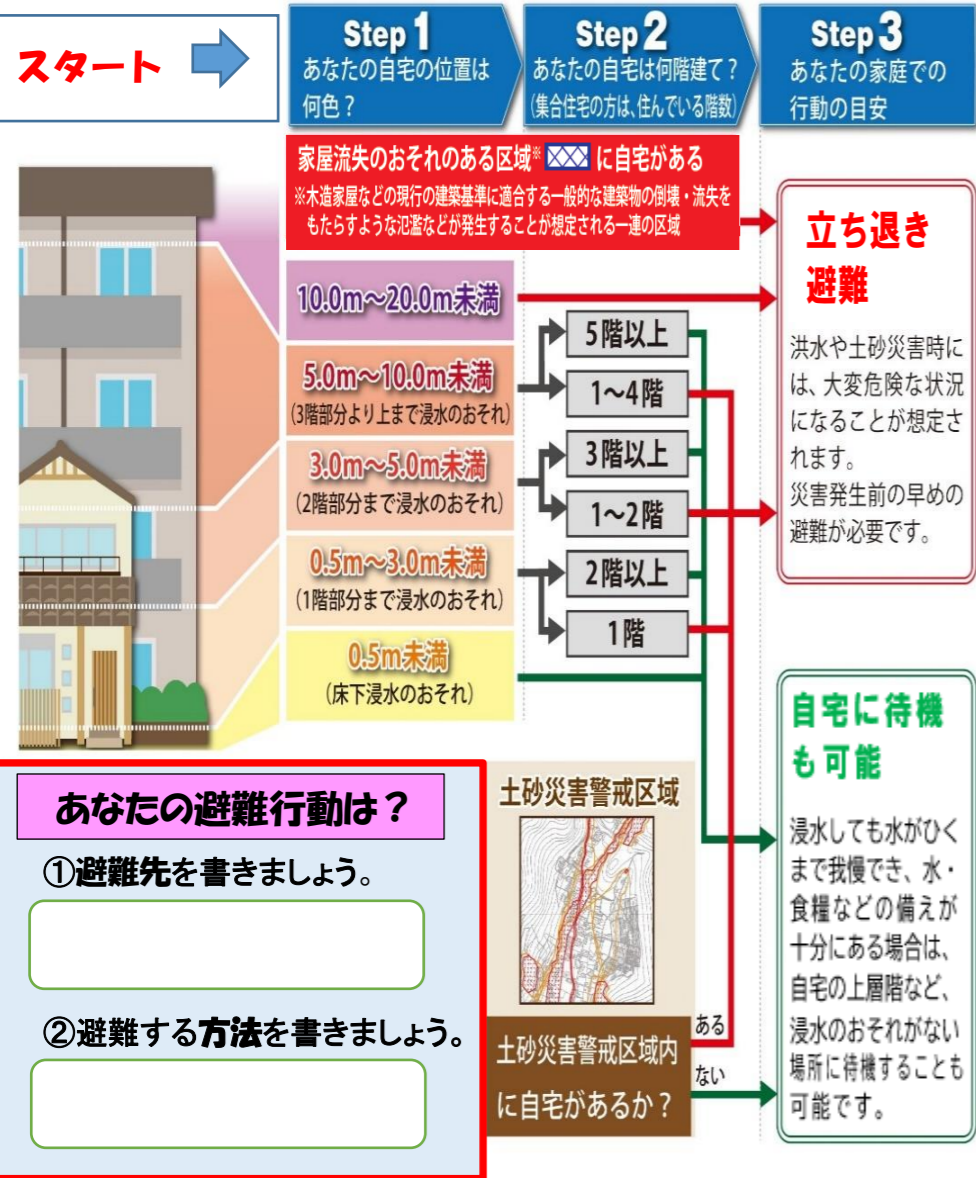 スタート
Step 1
あなたの自宅の位置は
何色？
Step 2
あなたの自宅は何階建て？
(集合住宅の方は、住んでいる階数)
Step 3
あなたの家庭での
行動の目安
家屋流失のおそれのある区域※ に自宅がある
※木造家屋などの現行の建築基準に適合する一般的な建築物の倒壊・流失を
もたらすような氾濫などが発生することが想定される一連の区域
10.0m〜20.0m未満
5.0m〜10.0m未満
(3階部分より上まで浸水のおそれ)
3.0m〜5.0m未満
(2階部分まで浸水のおそれ)
0.5m〜3.0m未満
(1階部分まで浸水のおそれ)
0.5m未満
(床下浸水のおそれ)
5階以上
1〜4階
3階以上
1〜2階
2階以上
1階
立ち退き
避難
洪水や土砂災害時に
は、大変危険な状況
になることが想定さ
れます。
災害発生前の早めの
避難が必要です。
自宅に待機
も可能
浸水しても水がひく
まで我慢でき、水・
食糧などの備えが
十分にある場合は、
自宅の上層階など、
浸水のおそれがない
場所に待機することも
可能です。
土砂災害警戒区域
土砂災害警戒区域内
に自宅があるか？
ある
ない
あなたの避難行動は？
①避難先を書きましょう。
②避難する方法を書きましょう。